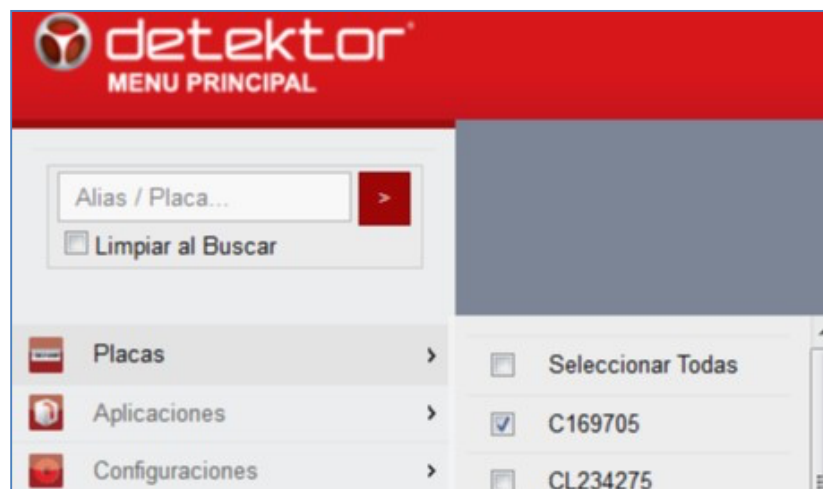 detektor
MENU PRINCIPAL
Alias / Placa...
>
Limpiar al Buscar
Placas
Aplicaciones
Configuraciones
Seleccionar Todas
C169705
CL234275